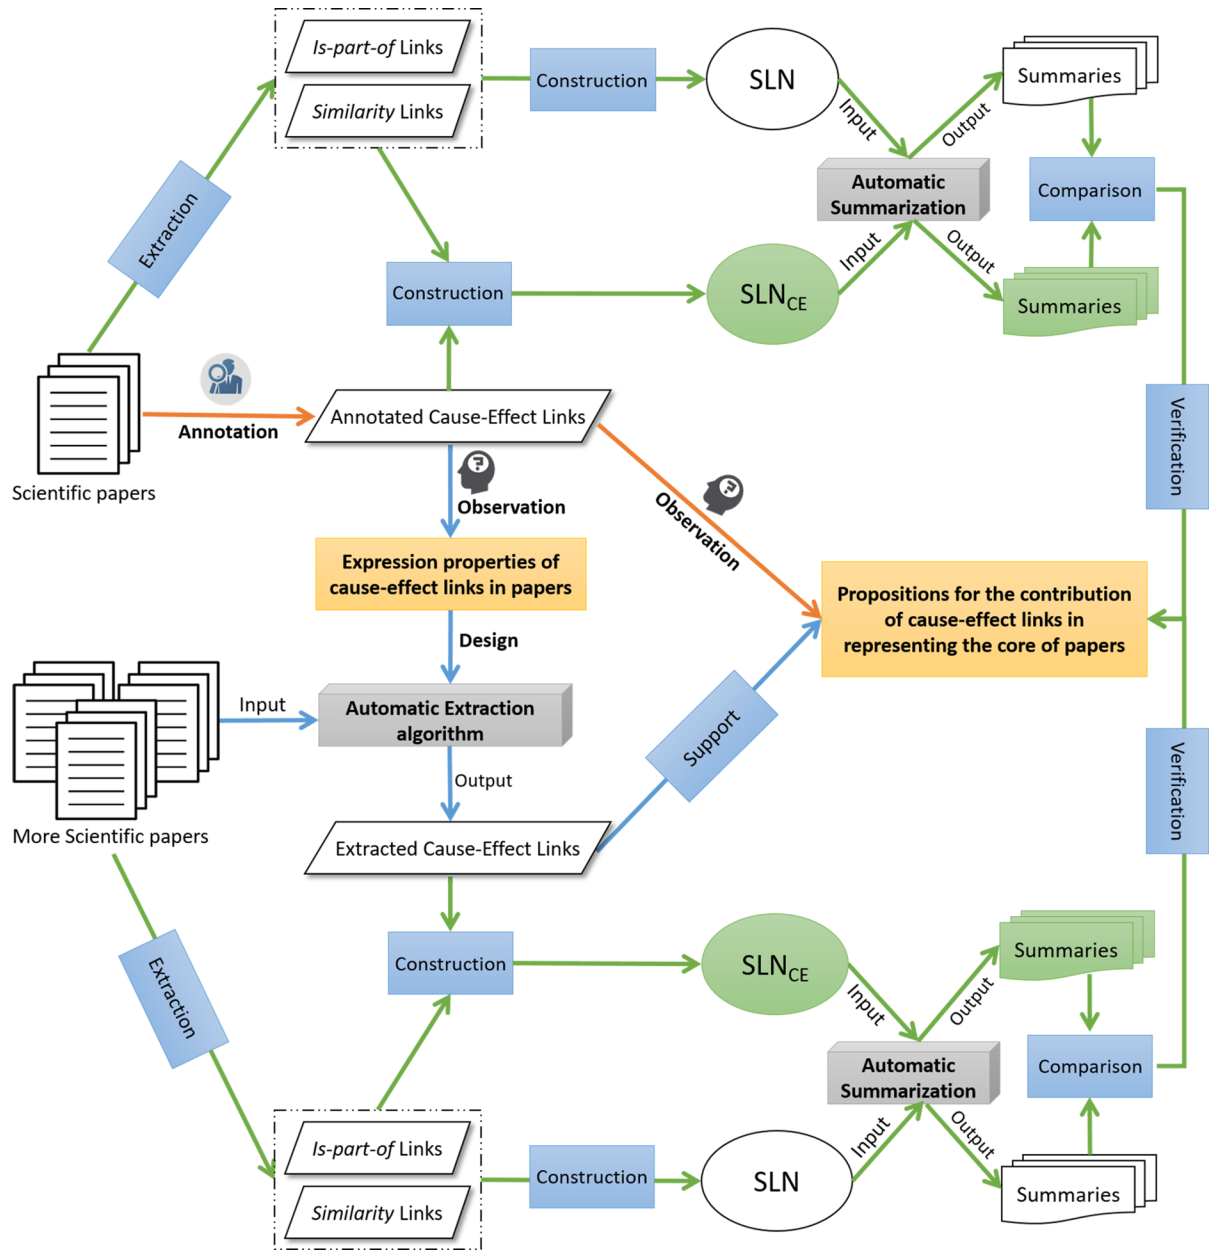 Is-part-of Links
Similarity Links
Construction
SLN
Input
Output
Summaries
Extraction
Automatic
Summarization
Comparison
Construction
SLN_CE
Input
Output
Summaries
Annotation
Annotated Cause-Effect Links
Scientific papers
Verification
Observation
Observation
Expression properties of
cause-effect links in papers
Propositions for the contribution
of cause-effect links in
representing the core of papers
Design
Input
Automatic Extraction
algorithm
Support
Verification
Output
More Scientific papers
Extracted Cause-Effect Links
Extraction
Construction
SLN_CE
Input
Output
Summaries
Automatic
Summarization
Comparison
Is-part-of Links
Similarity Links
Construction
SLN
Input
Output
Summaries